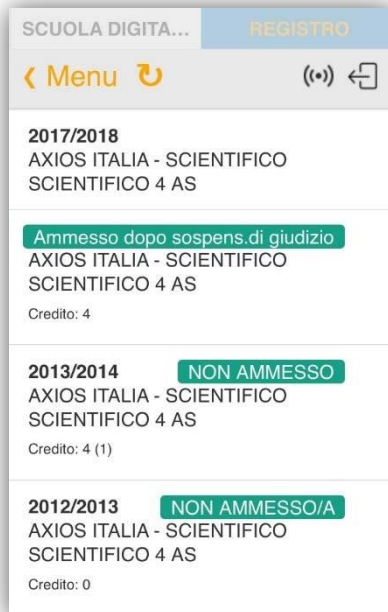 SCUOLA DIGITA... REGISTRO
Menu
2017/2018
AXIOS ITALIA - SCIENTIFICO
SCIENTIFICO 4 AS
Ammesso dopo sospens.di giudizio
AXIOS ITALIA - SCIENTIFICO
SCIENTIFICO 4 AS
Credito: 4
2013/2014 NON AMMESSO
AXIOS ITALIA - SCIENTIFICO
SCIENTIFICO 4 AS
Credito: 4 (1)
2012/2013 NON AMMESSO/A
AXIOS ITALIA - SCIENTIFICO
SCIENTIFICO 4 AS
Credito: 0